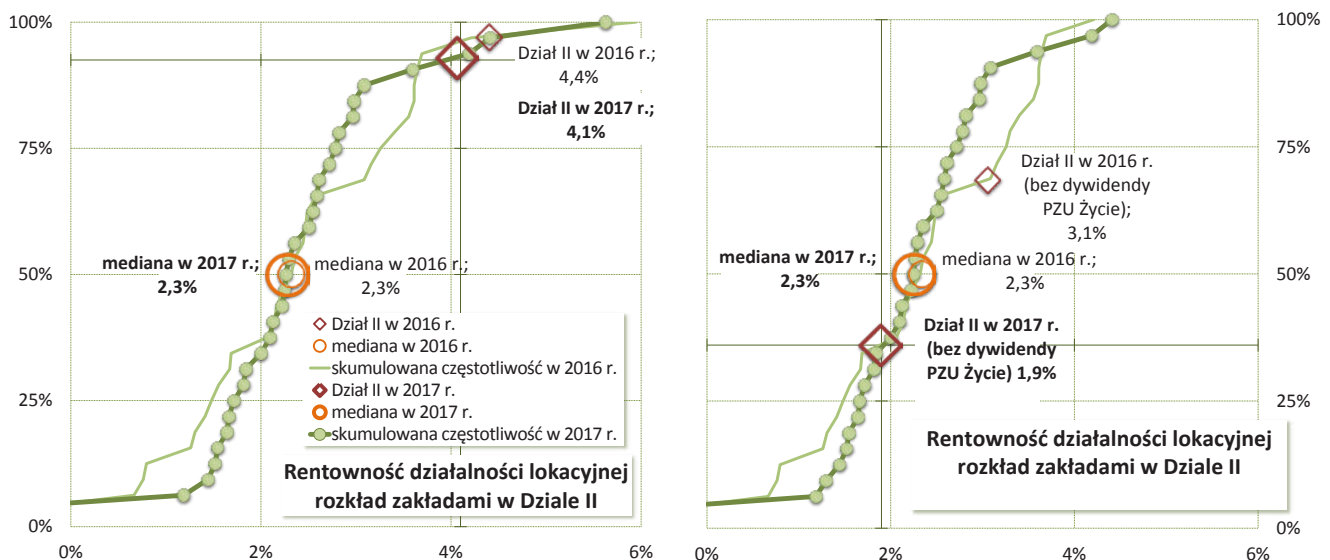 100%
75%
50%
25%
0%
0%
2%
4%
6%
Dział II w 2016 r.;
4,4%
Dział II w 2017 r.;
4,1%
mediana w 2017 r.;
2,3%
mediana w 2016 r.;
2,3%
Dział II w 2016 r.
mediana w 2016 r.
skumulowana częstotliwość w 2016 r.
Dział II w 2017 r.
mediana w 2017 r.
skumulowana częstotliwość w 2017 r.
Rentowność działalności lokacyjnej
rozkład zakładami w Dziale II
100%
75%
50%
25%
0%
0%
2%
4%
6%
Dział II w 2016 r.
(bez dywidendy
PZU Życie);
3,1%
mediana w 2017 r.;
2,3%
mediana w 2016 r.;
2,3%
Dział II w 2017 r.
(bez dywidendy
PZU Życie) 1,9%
Rentowność działalności lokacyjnej
rozkład zakładami w Dziale II